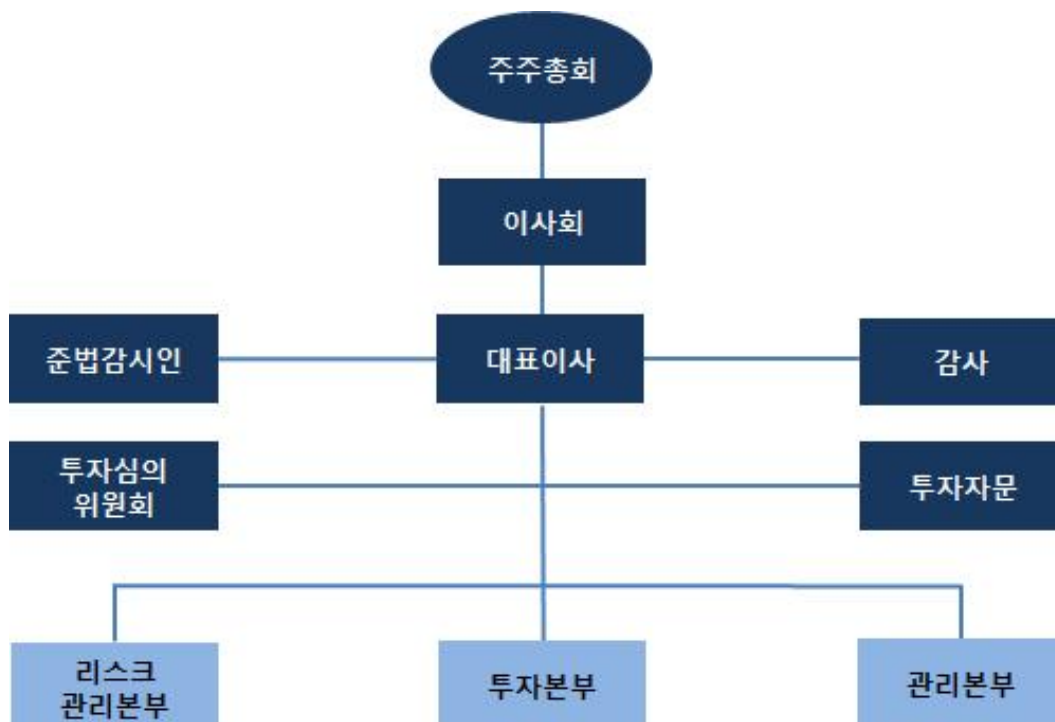 주주총회
이사회
준법감시인
대표이사
감사
투자심의
위원회
투자자문
리스크
관리본부
투자본부
관리본부